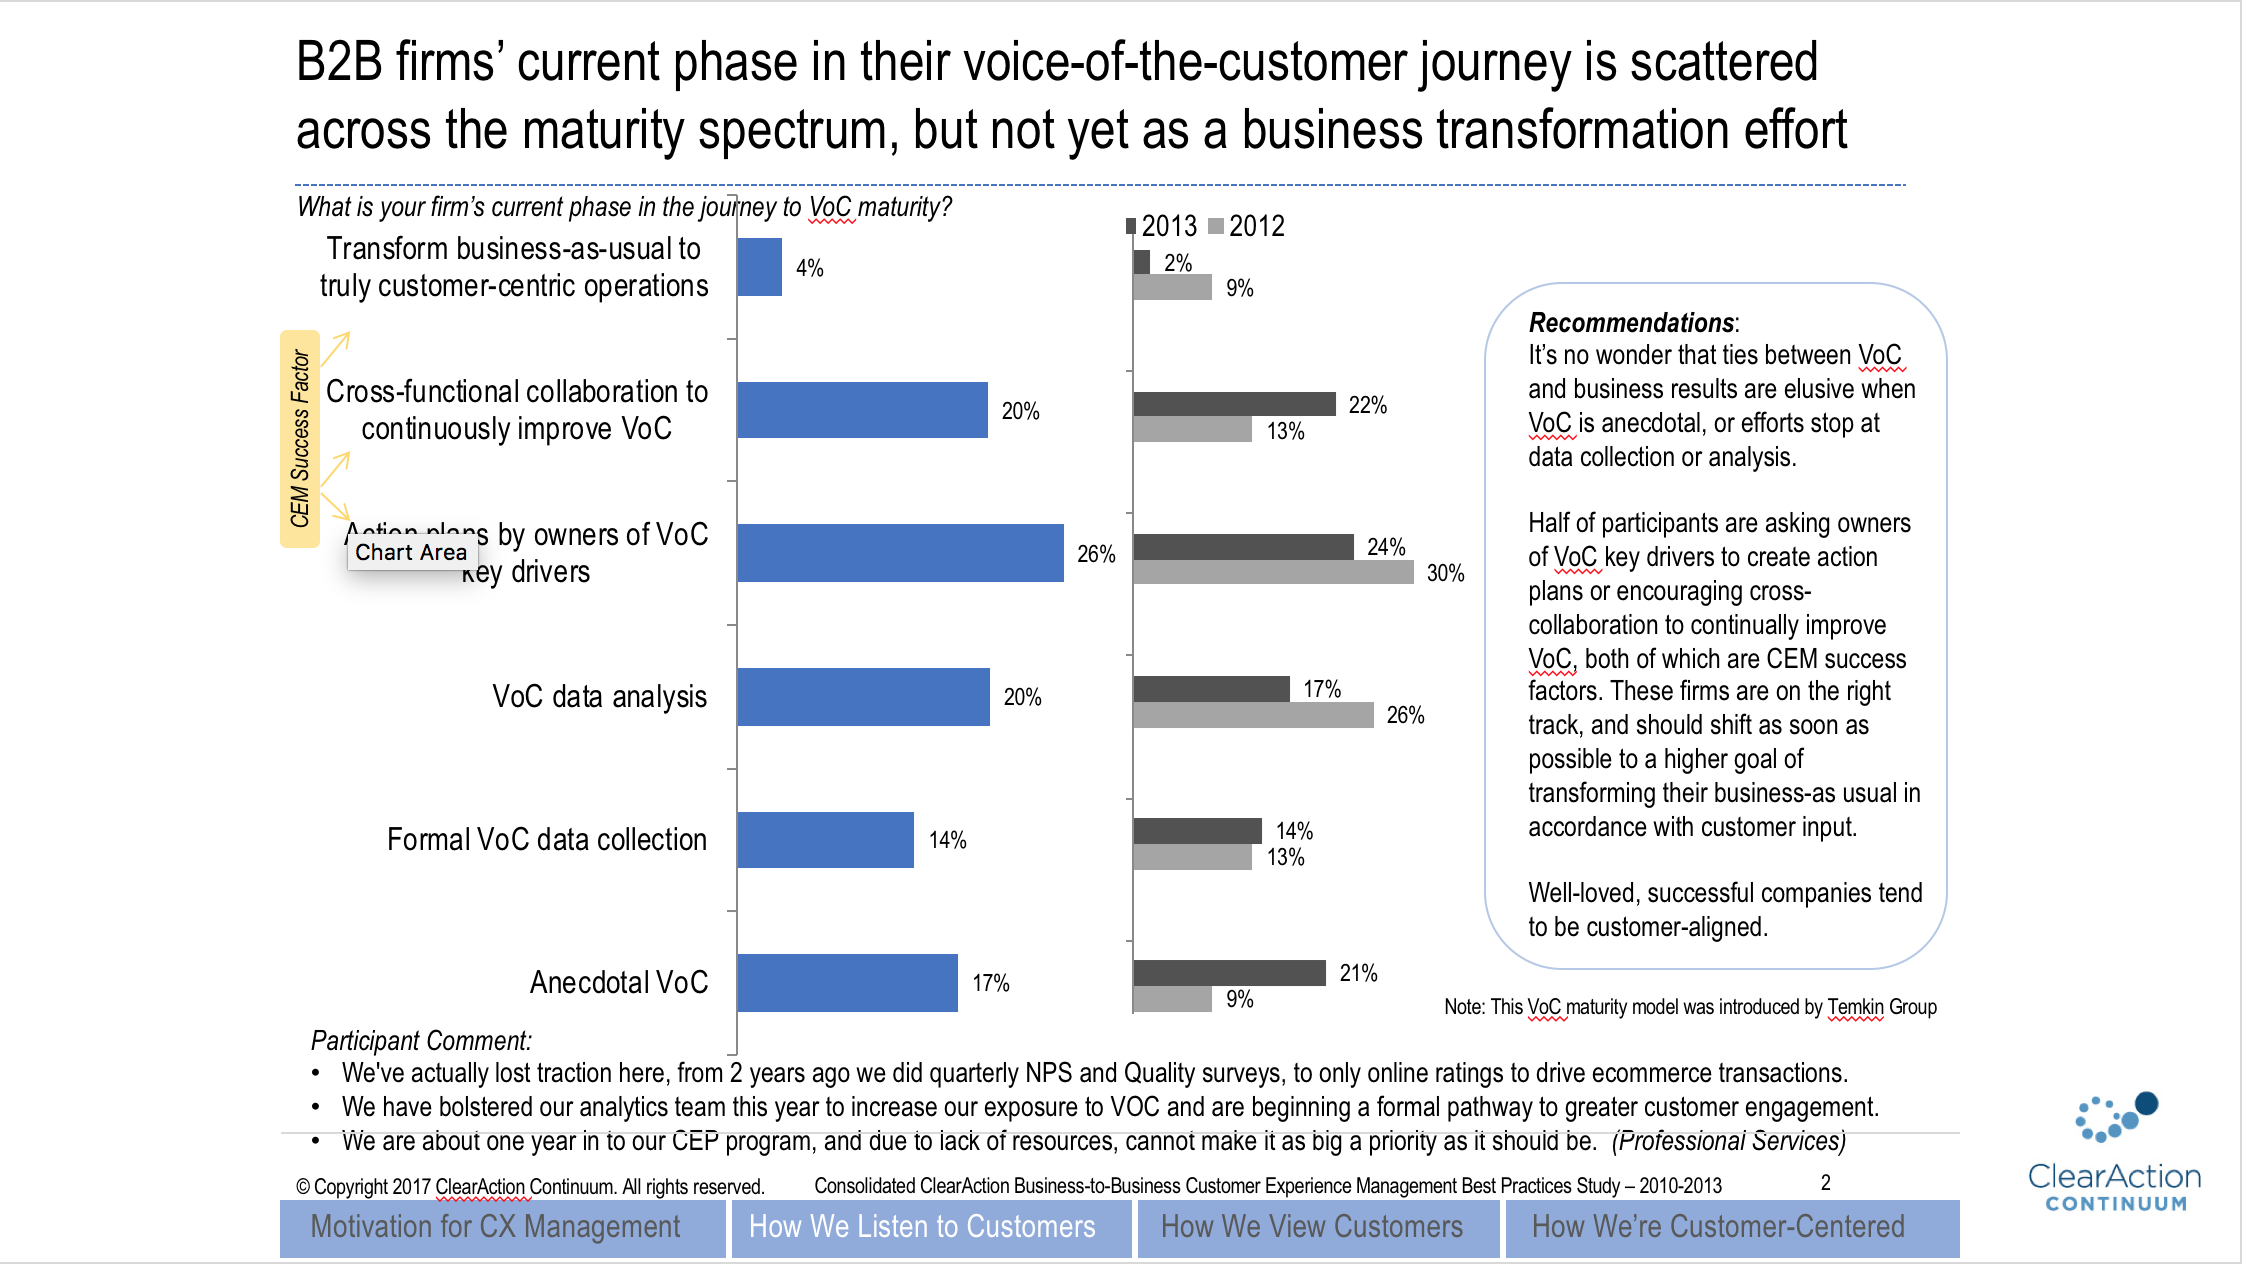 B2B firms’ current phase in their voice-of-the-customer journey is scattered
across the maturity spectrum, but not yet as a business transformation effort
What is your firm’s current phase in the journey to VoC maturity?
2013 2012
Transform business-as-usual to
truly customer-centric operations
4%
2%
9%
CEM Success Factor
Cross-functional collaboration to
continuously improve VoC
20%
22%
13%
Action plans by owners of VoC
key drivers
Chart Area
26%
24%
30%
VoC data analysis
20%
17%
26%
Formal VoC data collection
14%
14%
13%
Anecdotal VoC
17%
21%
9%
Recommendations:
It’s no wonder that ties between VoC
and business results are elusive when
VoC is anecdotal, or efforts stop at
data collection or analysis.
Half of participants are asking owners
of VoC key drivers to create action
plans or encouraging cross-
collaboration to continually improve
VoC, both of which are CEM success
factors. These firms are on the right
track, and should shift as soon as
possible to a higher goal of
transforming their business-as usual in
accordance with customer input.
Well-loved, successful companies tend
to be customer-aligned.
Note: This VoC maturity model was introduced by Temkin Group
Participant Comment:
• We've actually lost traction here, from 2 years ago we did quarterly NPS and Quality surveys, to only online ratings to drive ecommerce transactions.
• We have bolstered our analytics team this year to increase our exposure to VOC and are beginning a formal pathway to greater customer engagement.
• We are about one year in to our CEP program, and due to lack of resources, cannot make it as big a priority as it should be. (Professional Services)
© Copyright 2017 ClearAction Continuum. All rights reserved.
Consolidated ClearAction Business-to-Business Customer Experience Management Best Practices Study – 2010-2013
2
ClearAction
CONTINUUM
Motivation for CX Management
How We Listen to Customers
How We View Customers
How We’re Customer-Centered